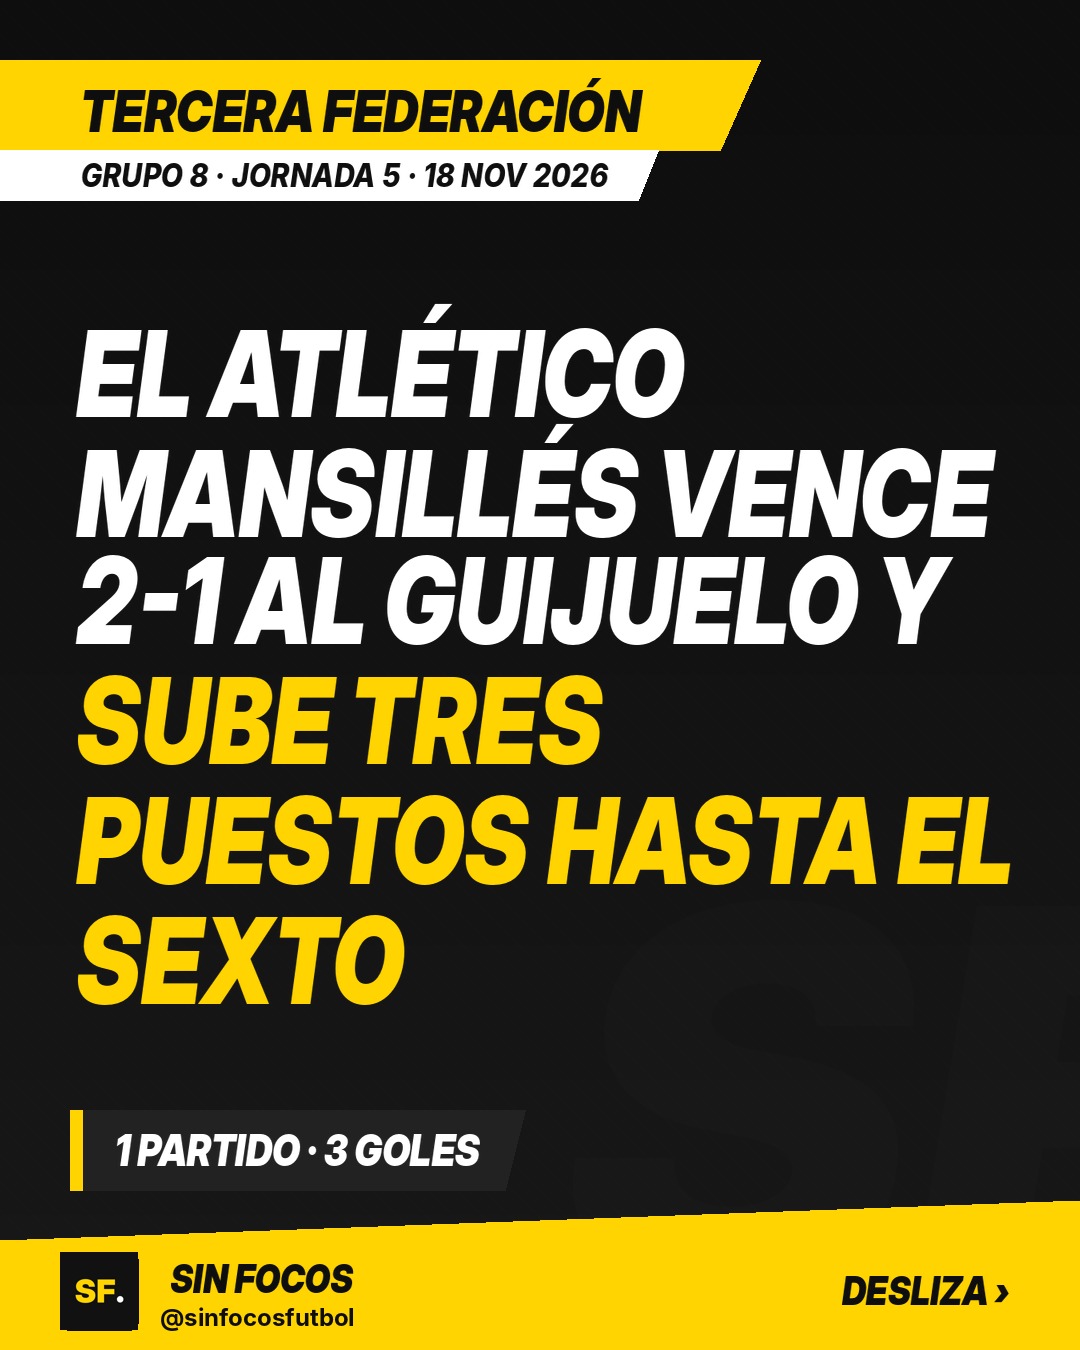 TERCERA FEDERACIÓN
GRUPO 8 · JORNADA 5 · 18 NOV 2026
EL ATLÉTICO
MANSILLÉS VENCE
2-1 AL GUIJUELO Y
SUBE TRES
PUESTOS HASTA EL
SEXTO
1 PARTIDO · 3 GOLES
SF.
SIN FOCOS
@sinfocosfutbol
DESLIZA ›
SF